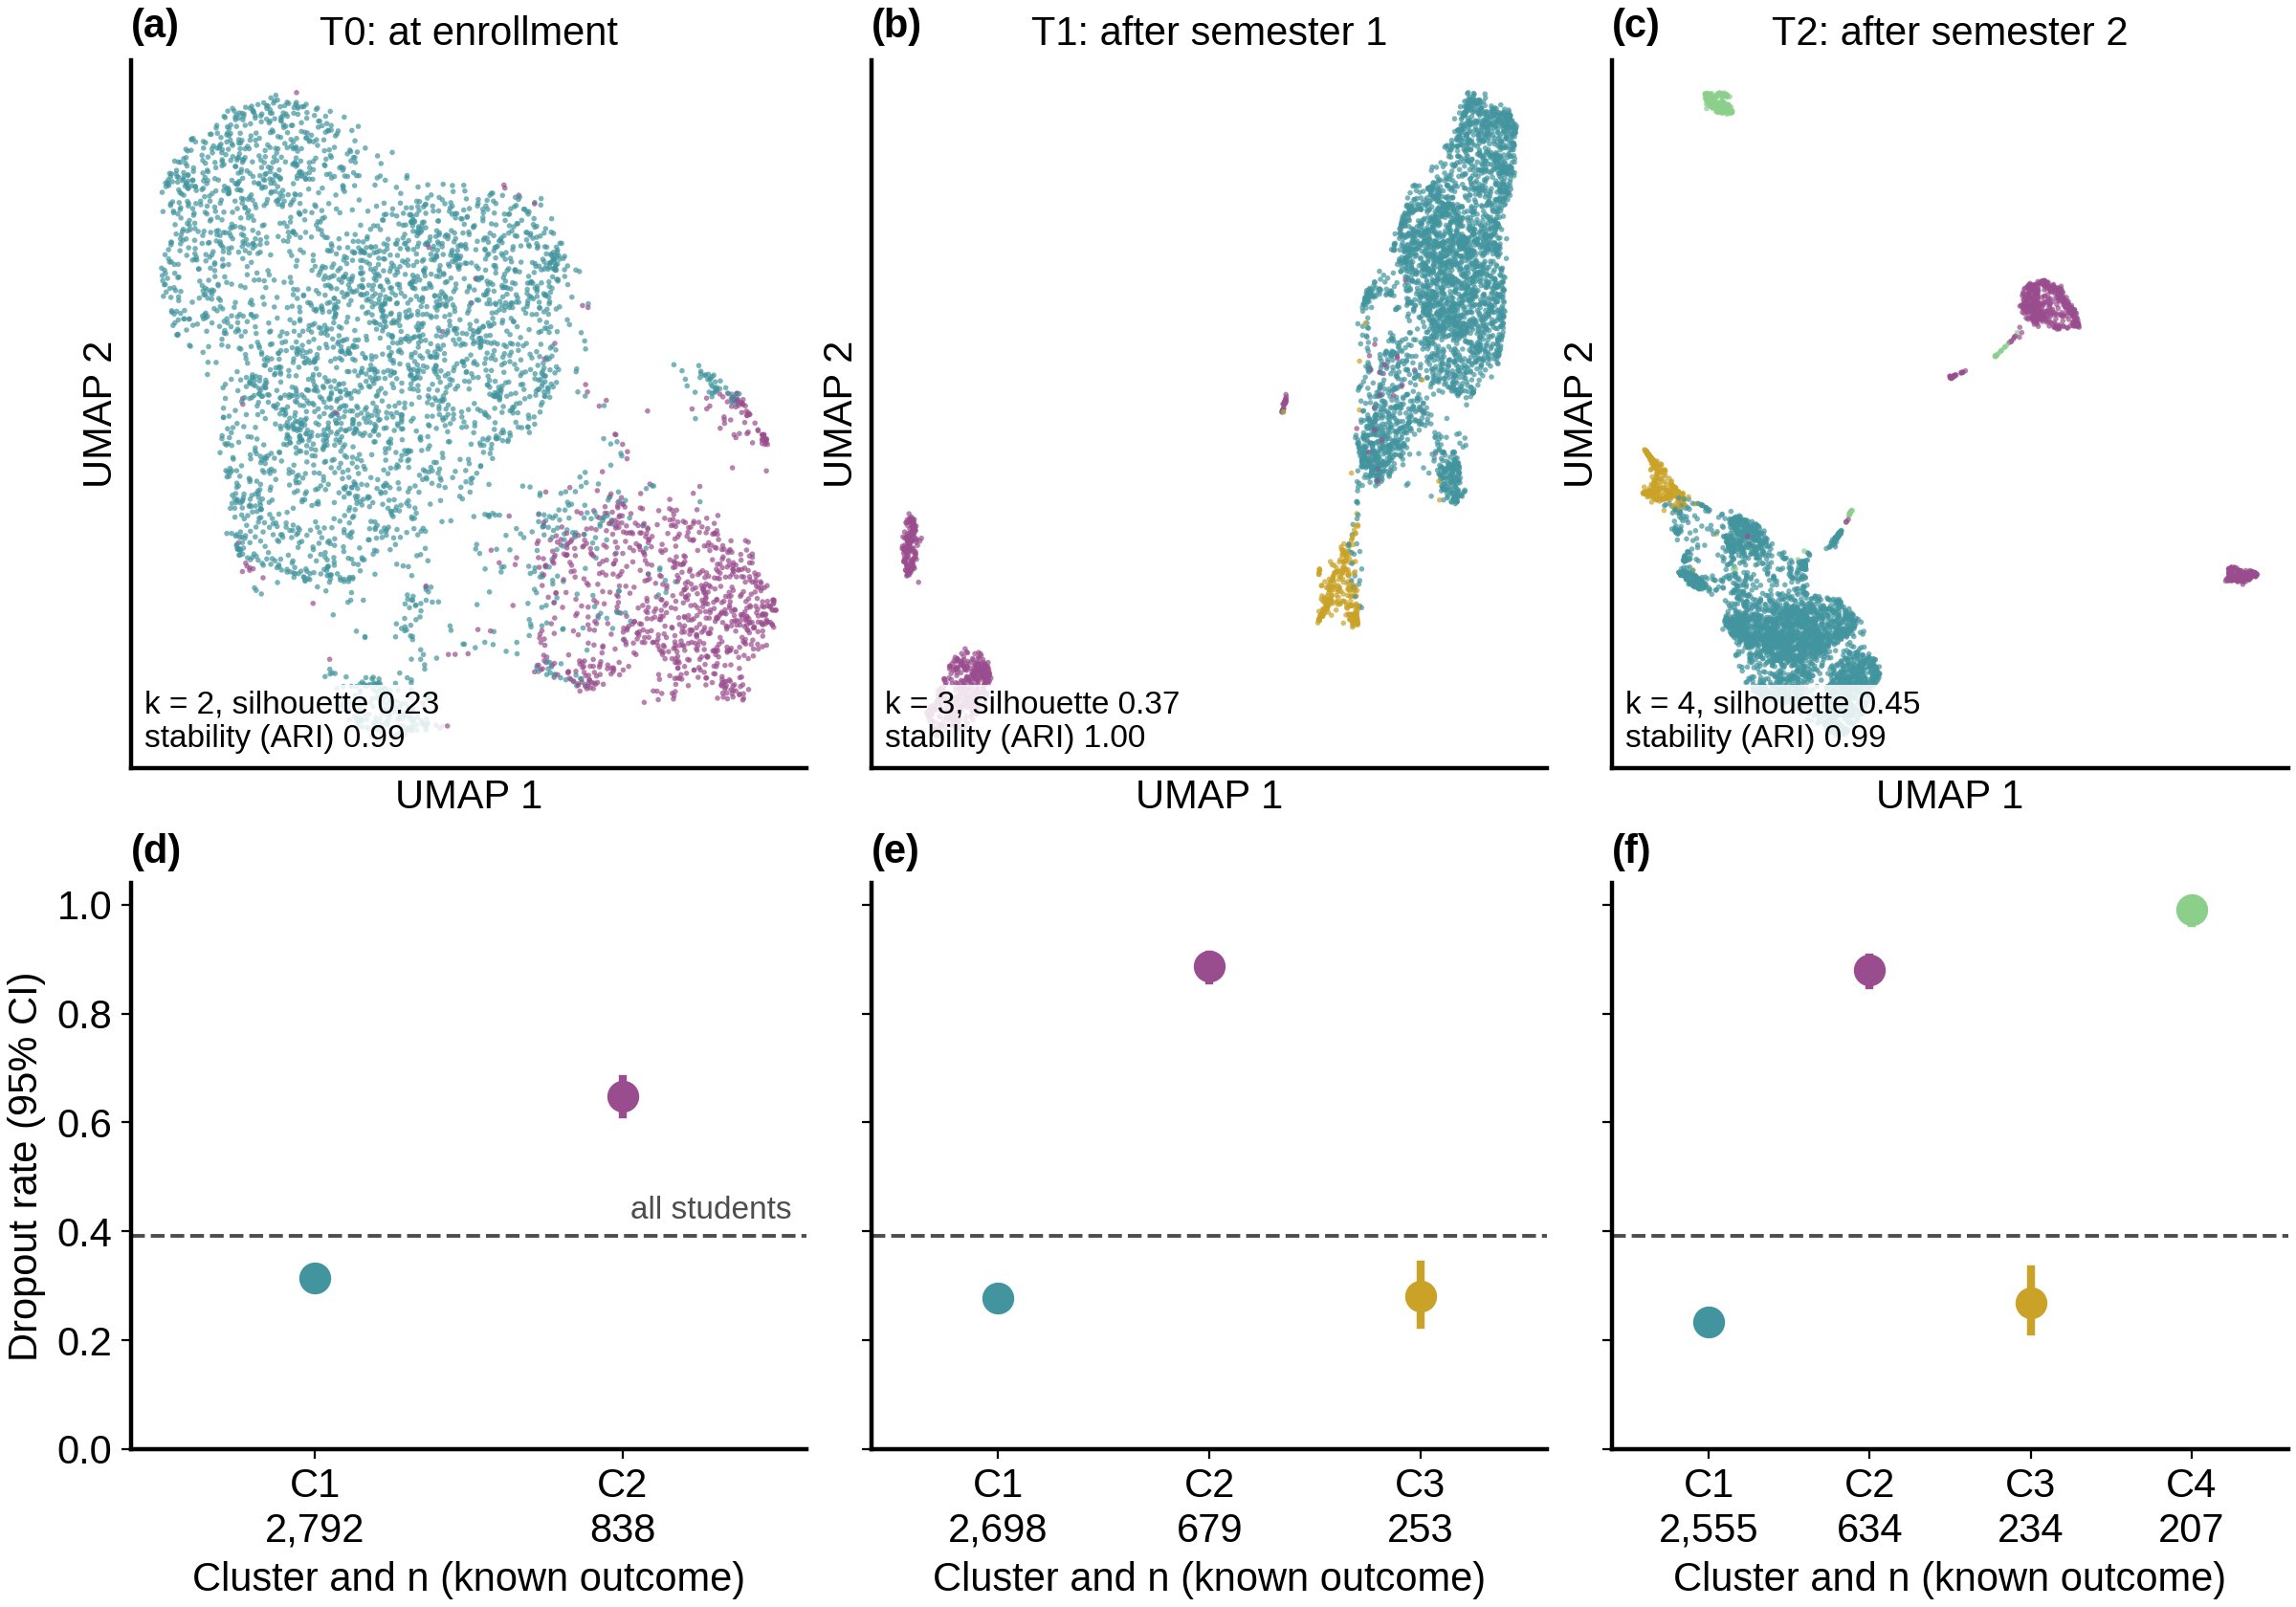 (a) T0: at enrollment
(b) T1: after semester 1
(c) T2: after semester 2
UMAP 2
UMAP 2
UMAP 2
k = 2, silhouette 0.23
stability (ARI) 0.99
k = 3, silhouette 0.37
stability (ARI) 1.00
k = 4, silhouette 0.45
stability (ARI) 0.99
UMAP 1
UMAP 1
UMAP 1
(d)
(e)
(f)
Dropout rate (95% CI)
1.0
0.8
0.6
0.4
0.2
0.0
all students
C1
2,792
C2
838
Cluster and n (known outcome)
C1
2,698
C2
679
C3
253
Cluster and n (known outcome)
C1
2,555
C2
634
C3
234
C4
207
Cluster and n (known outcome)